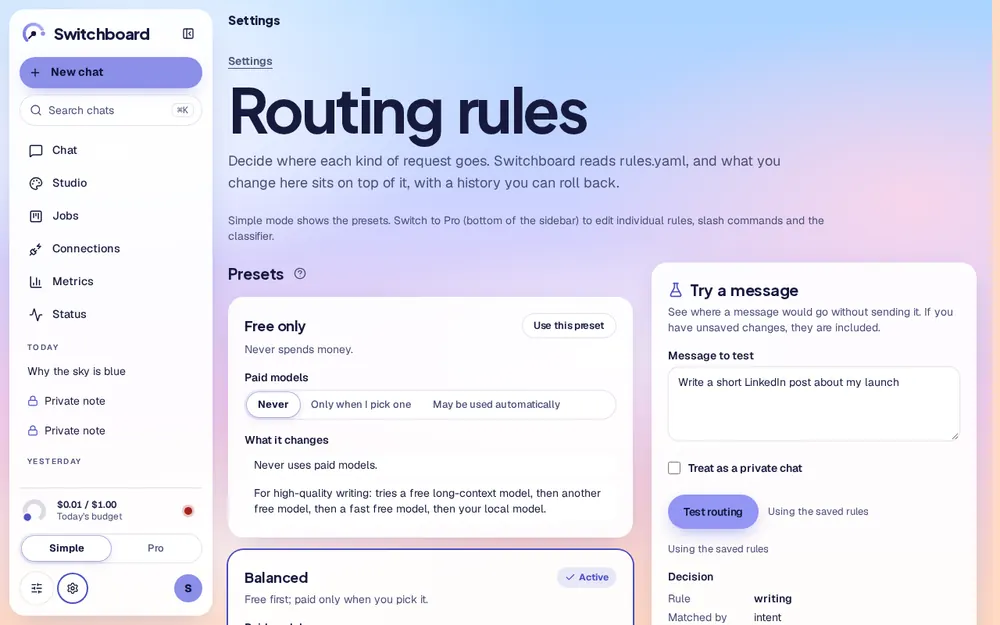 Switchboard
New chat
Search chats
⌘K
Chat
Studio
Jobs
Connections
Metrics
Status
TODAY
Why the sky is blue
Private note
Private note
YESTERDAY
$0.01 / $1.00
Today's budget
Simple
Pro
S
Settings
Settings
Routing rules
Decide where each kind of request goes. Switchboard reads rules.yaml, and what you
change here sits on top of it, with a history you can roll back.
Simple mode shows the presets. Switch to Pro (bottom of the sidebar) to edit individual rules, slash commands and the
classifier.
Presets
Free only
Use this preset
Never spends money.
Paid models
Never
Only when I pick one
May be used automatically
What it changes
Never uses paid models.
For high-quality writing: tries a free long-context model, then another
free model, then a fast free model, then your local model.
Balanced
Active
Free first; paid only when you pick it.
Try a message
See where a message would go without sending it. If you
have unsaved changes, they are included.
Message to test
Write a short LinkedIn post about my launch
Treat as a private chat
Test routing
Using the saved rules
Using the saved rules
Decision
Rule
writing
Matched by
intent